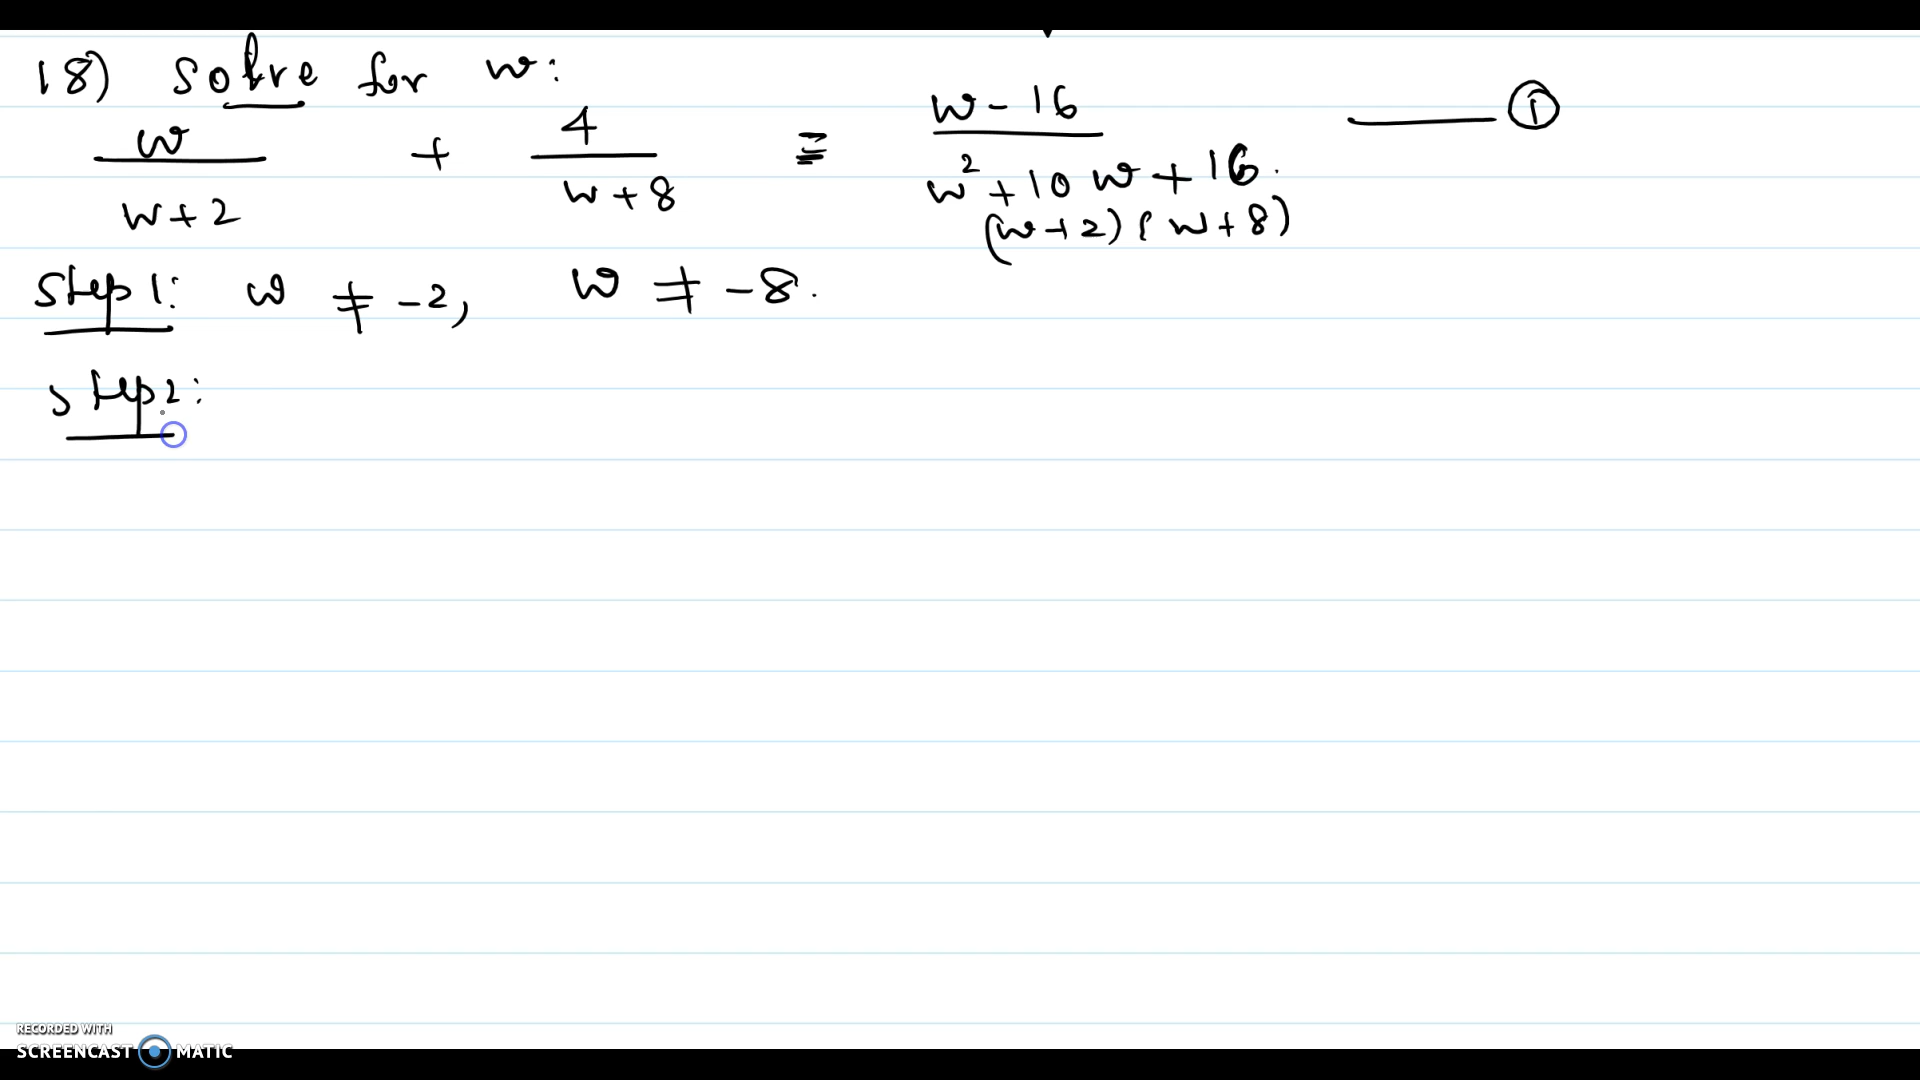 18) Solve for w:
w/(w+2) + 4/(w+8) = (w-16)/(w²+10w+16). —— ①
(w+2)(w+8)
Step 1: w ≠ -2, w ≠ -8.
Step 2:
RECORDED WITH
SCREENCAST MATIC